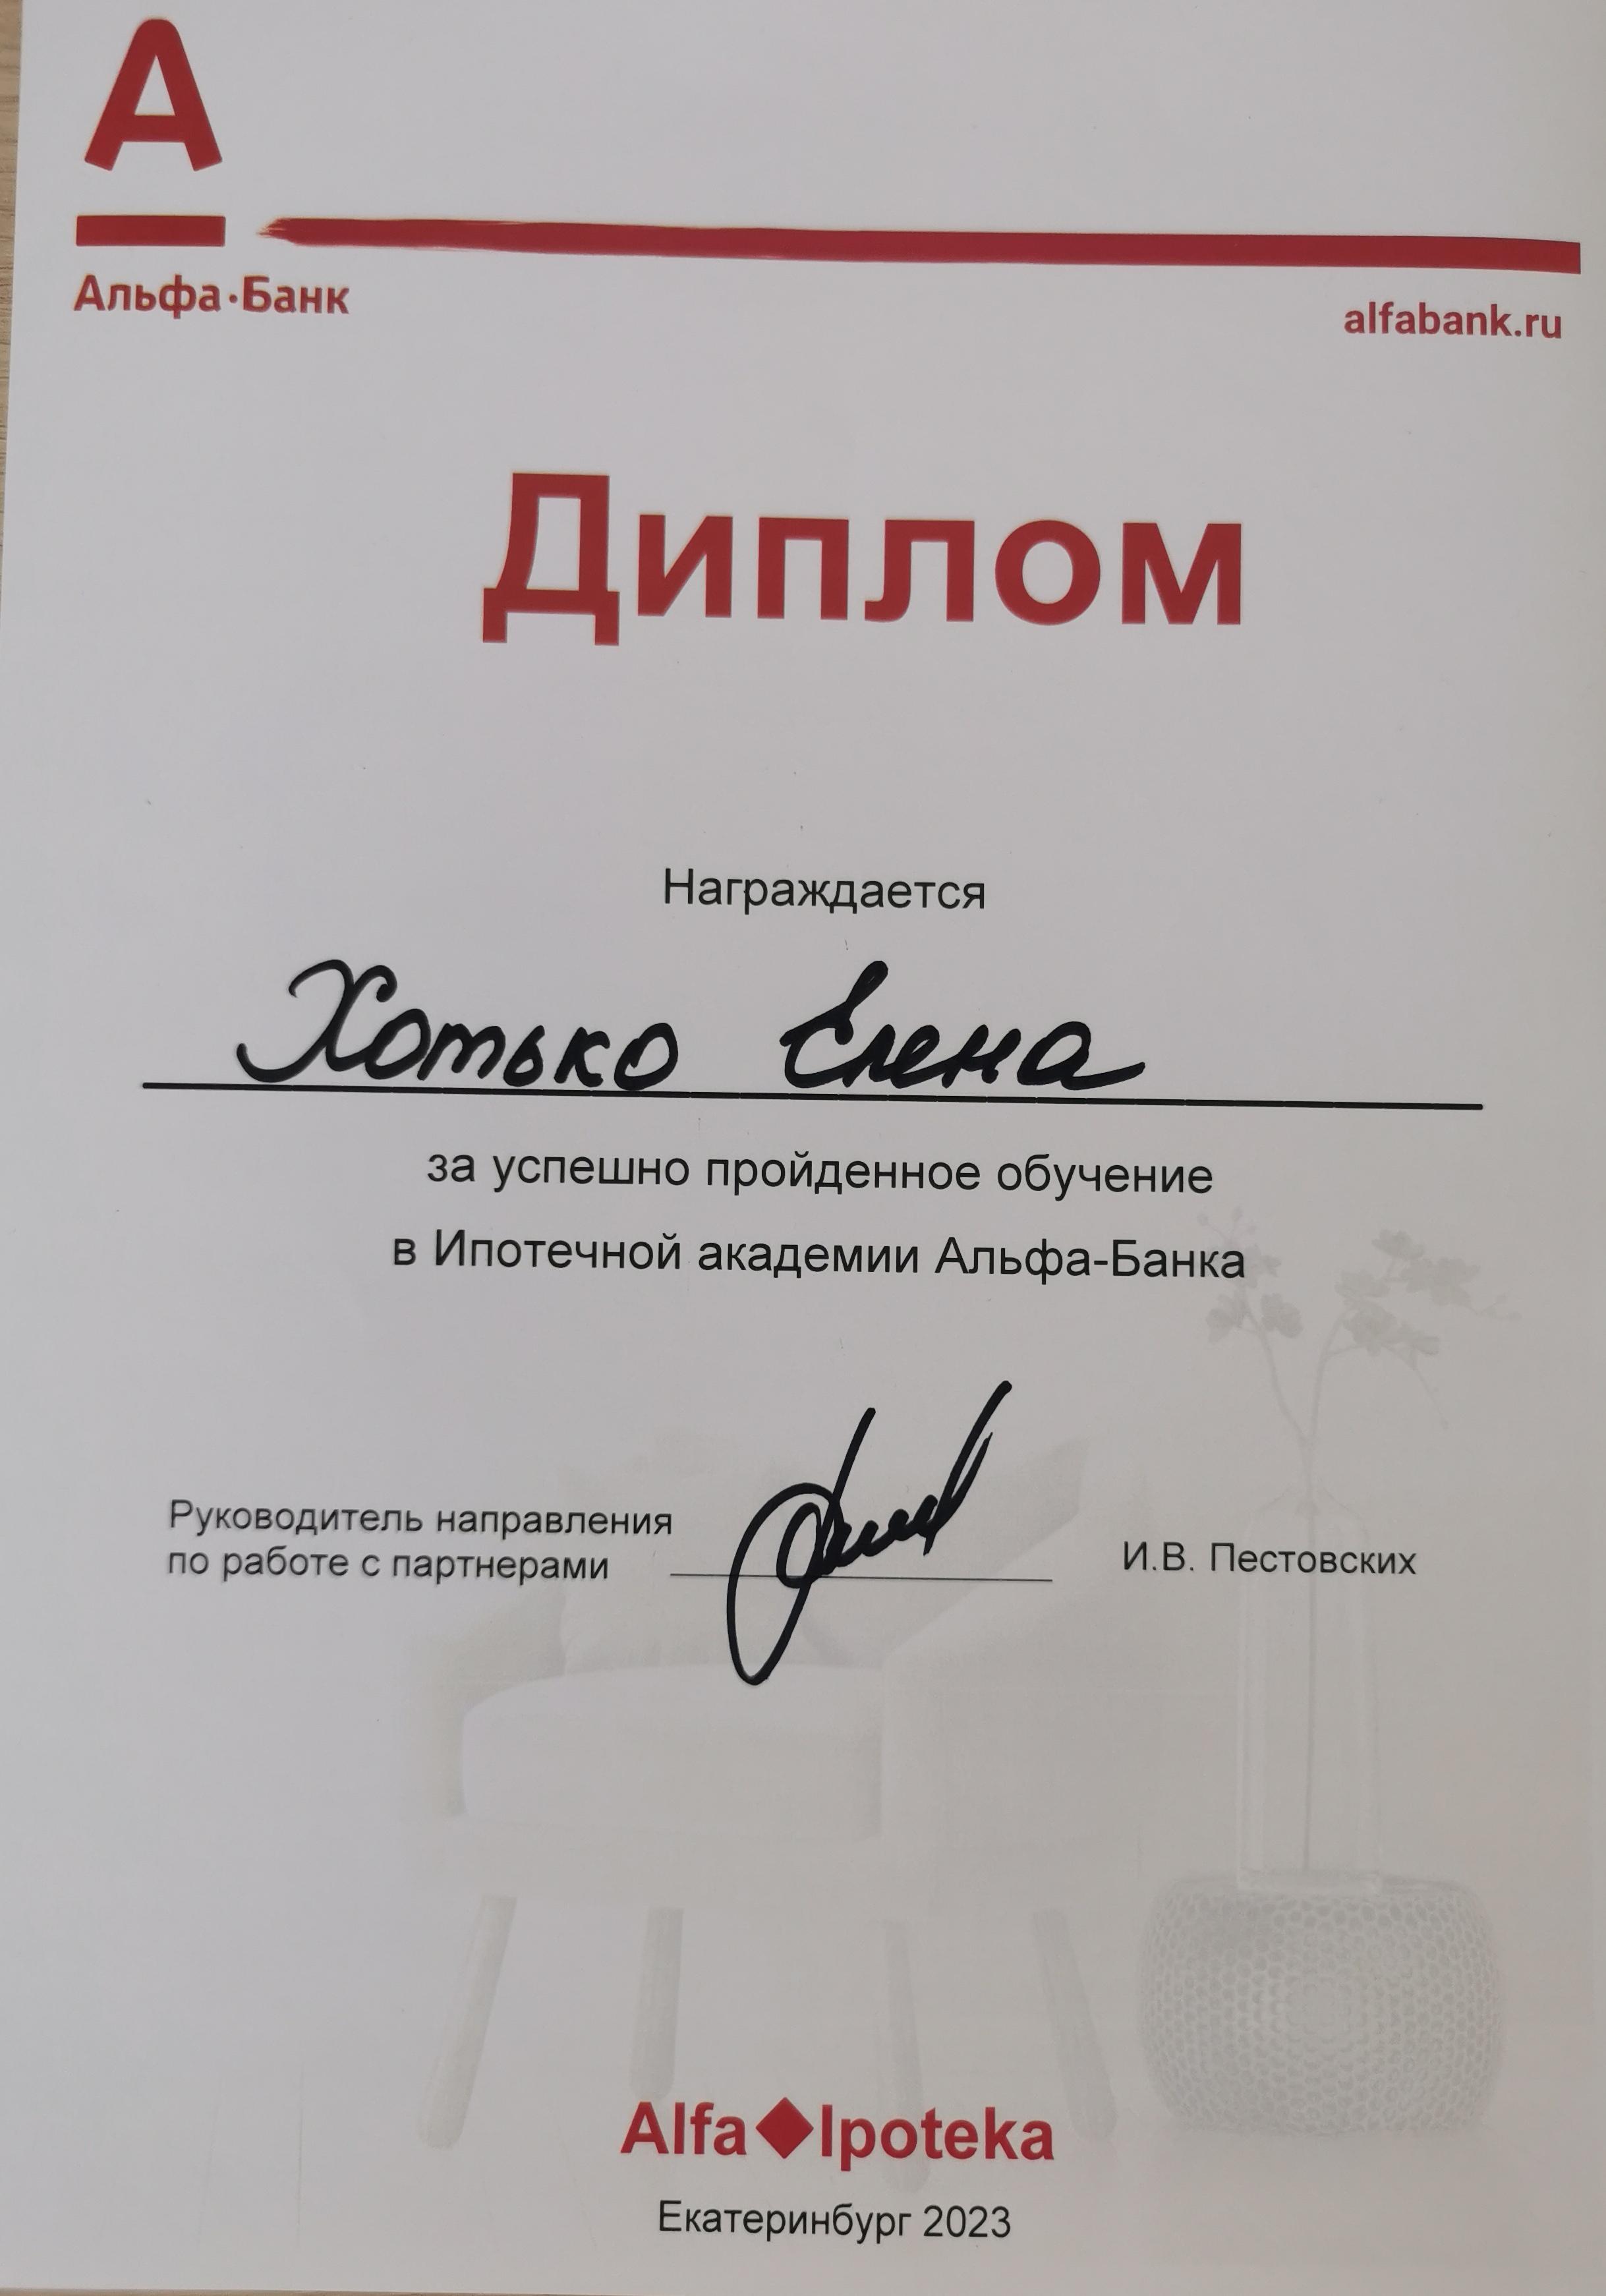 А
Альфа·Банк
alfabank.ru
Диплом
Награждается
Хотько Елена
за успешно пройденное обучение
в Ипотечной академии Альфа-Банка
Руководитель направления
по работе с партнерами
И.В. Пестовских
Alfa◆Ipoteka
Екатеринбург 2023